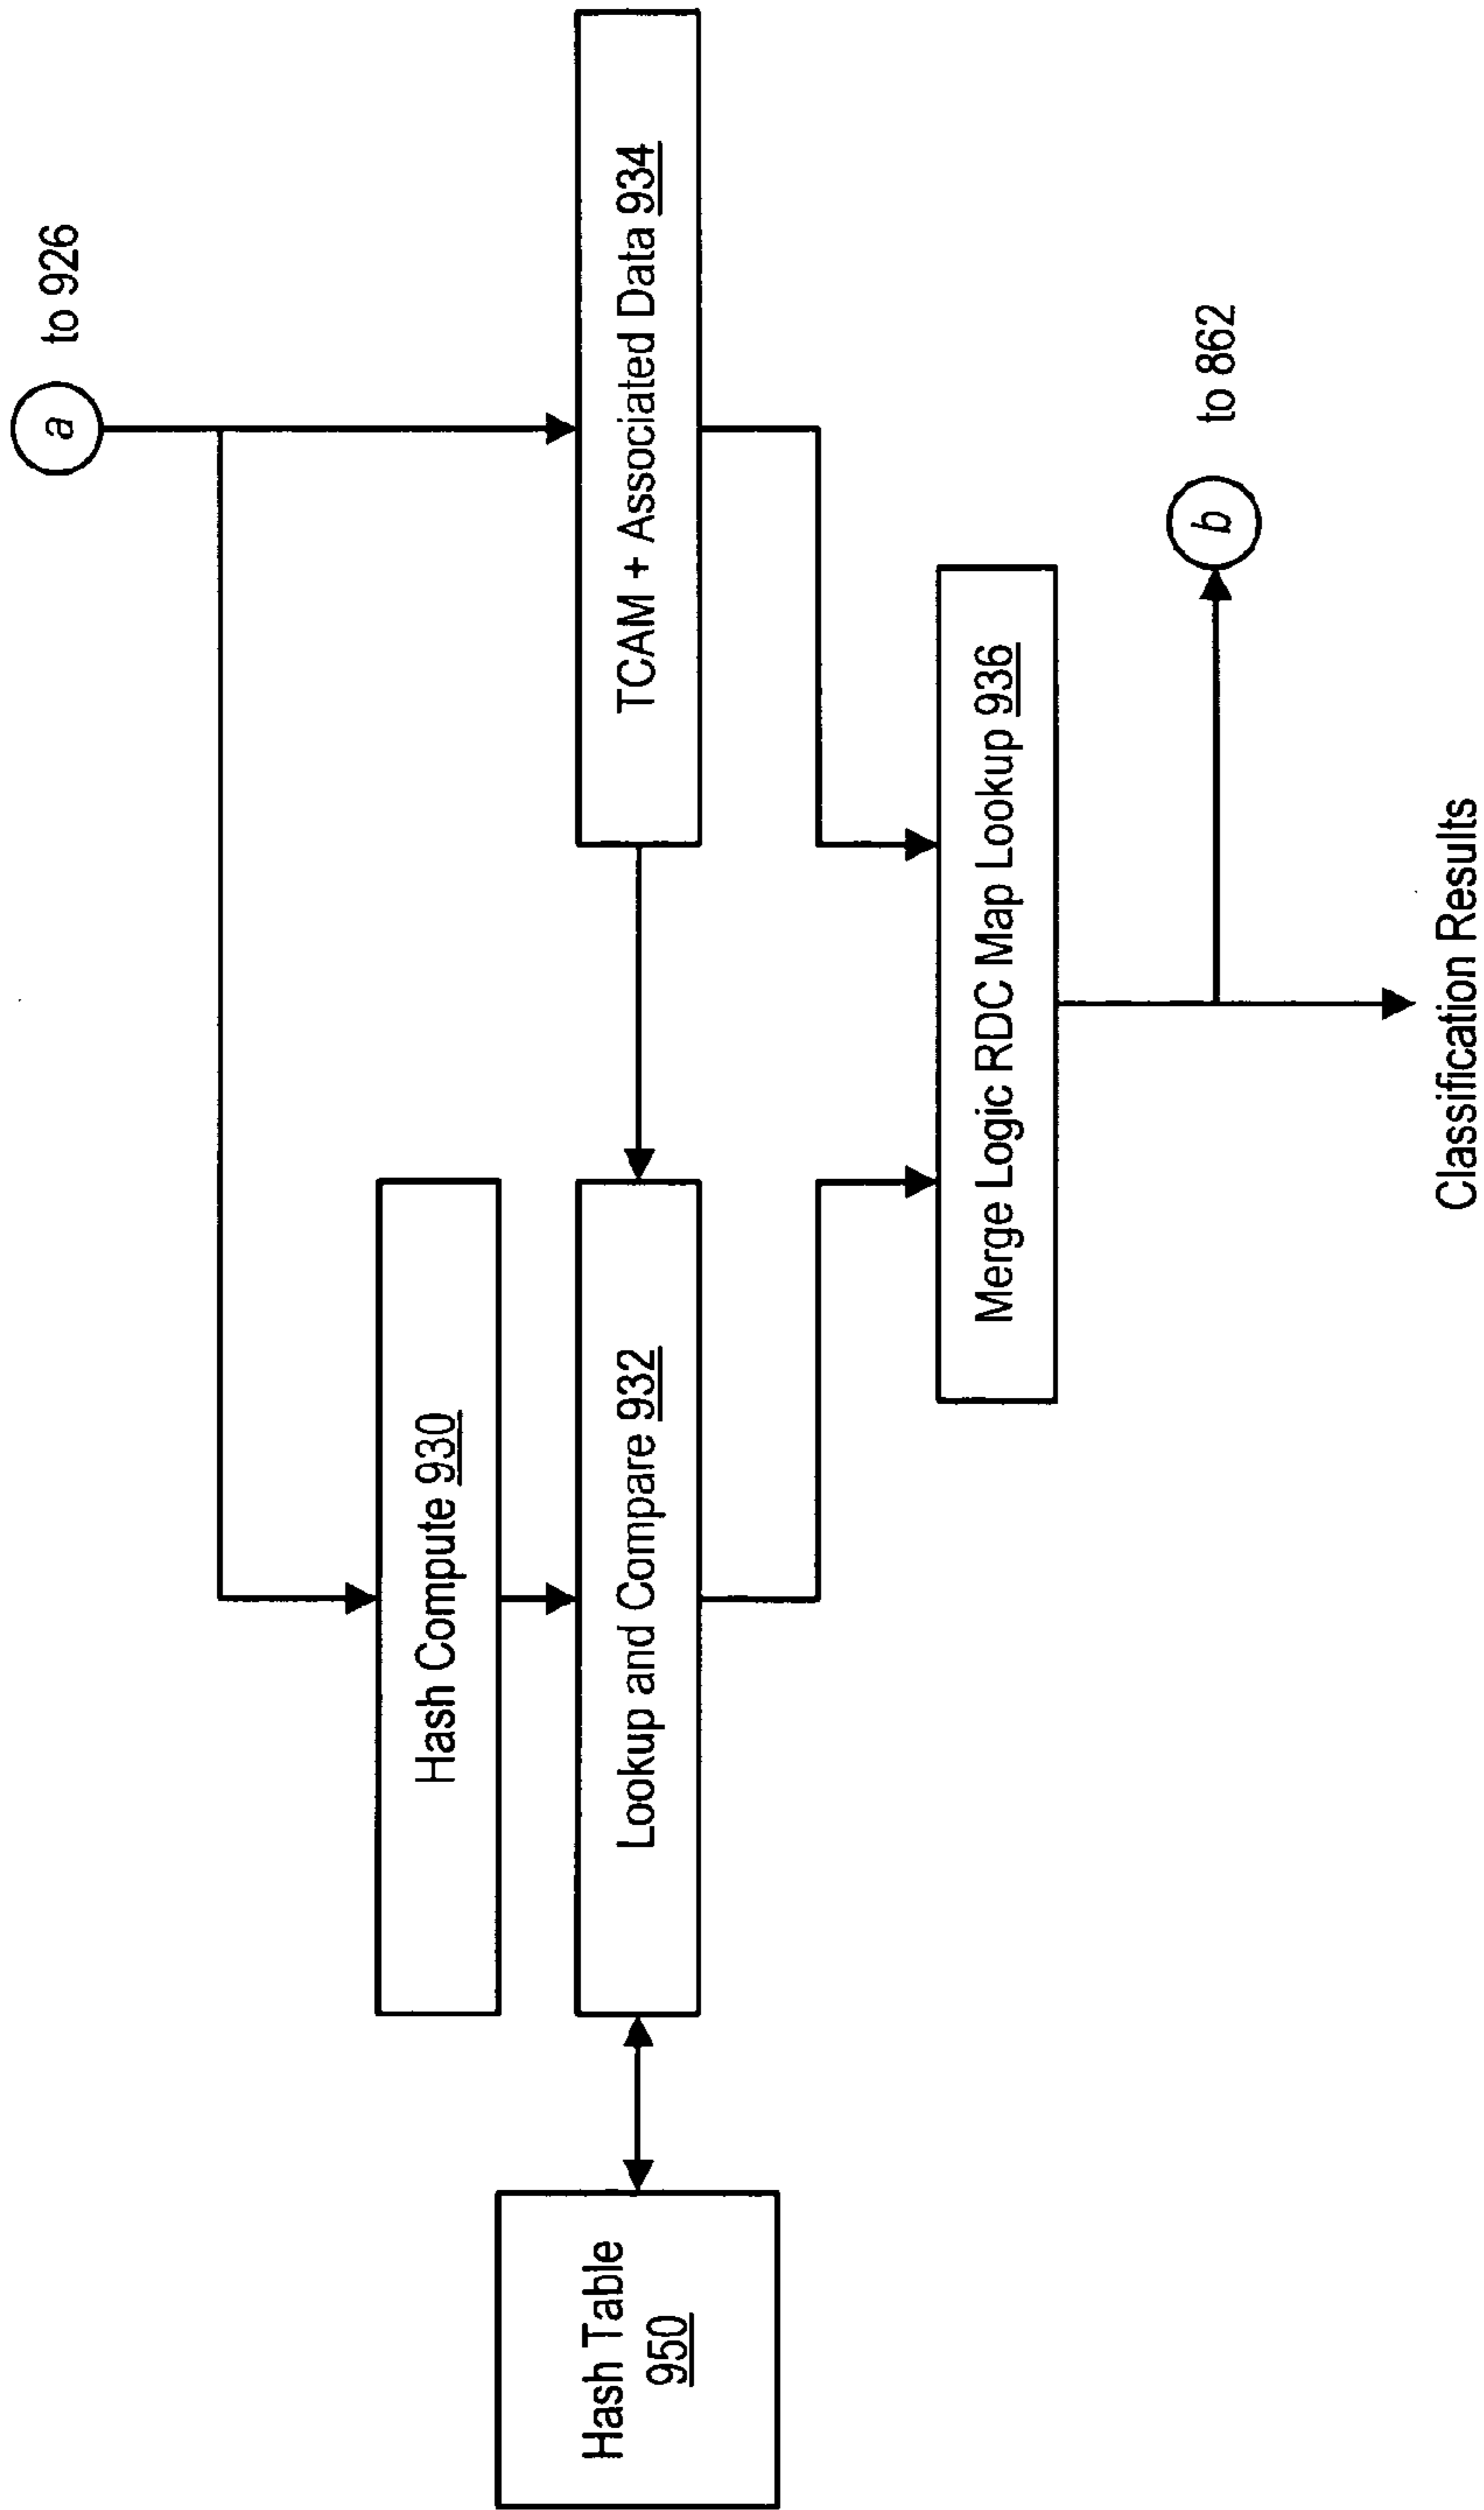 a
to 926
Hash Compute 930
TCAM + Associated Data 934
Lookup and Compare 932
Hash Table
950
Merge Logic RDC Map Lookup 936
b
to 862
Classification Results